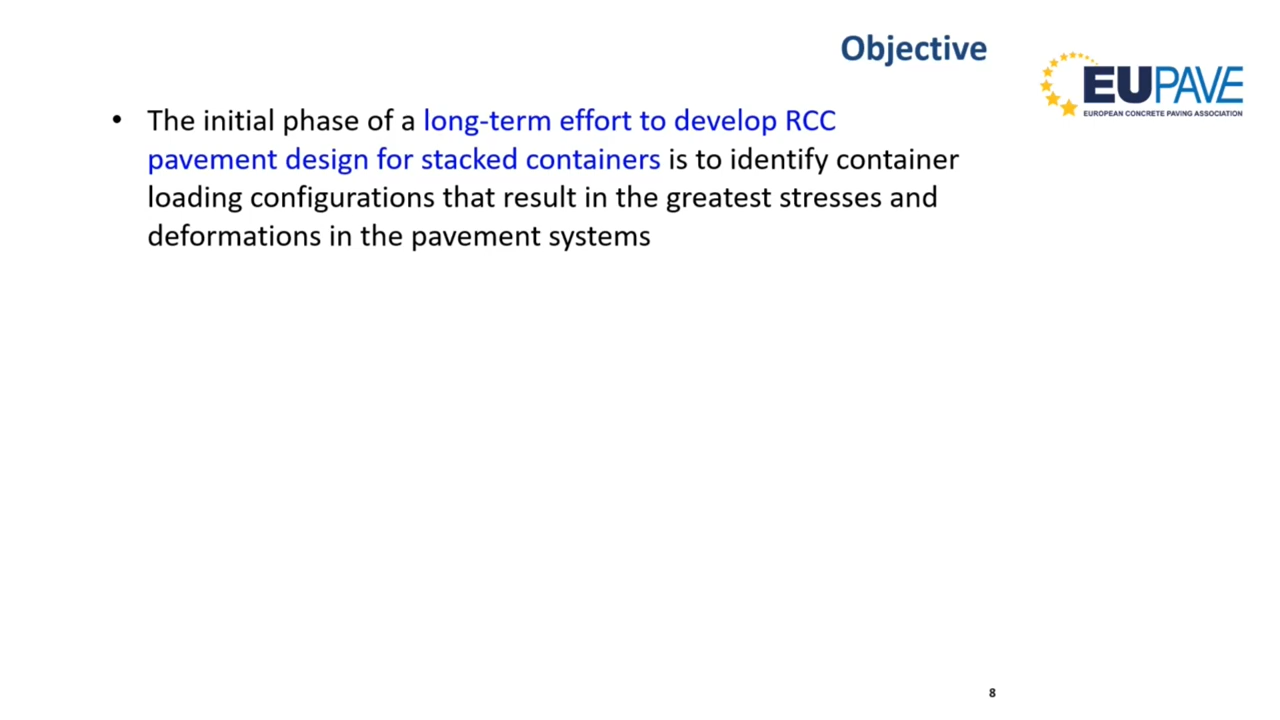 Objective
EUPAVE
EUROPEAN CONCRETE PAVING ASSOCIATION
• The initial phase of a long-term effort to develop RCC
pavement design for stacked containers is to identify container
loading configurations that result in the greatest stresses and
deformations in the pavement systems
8